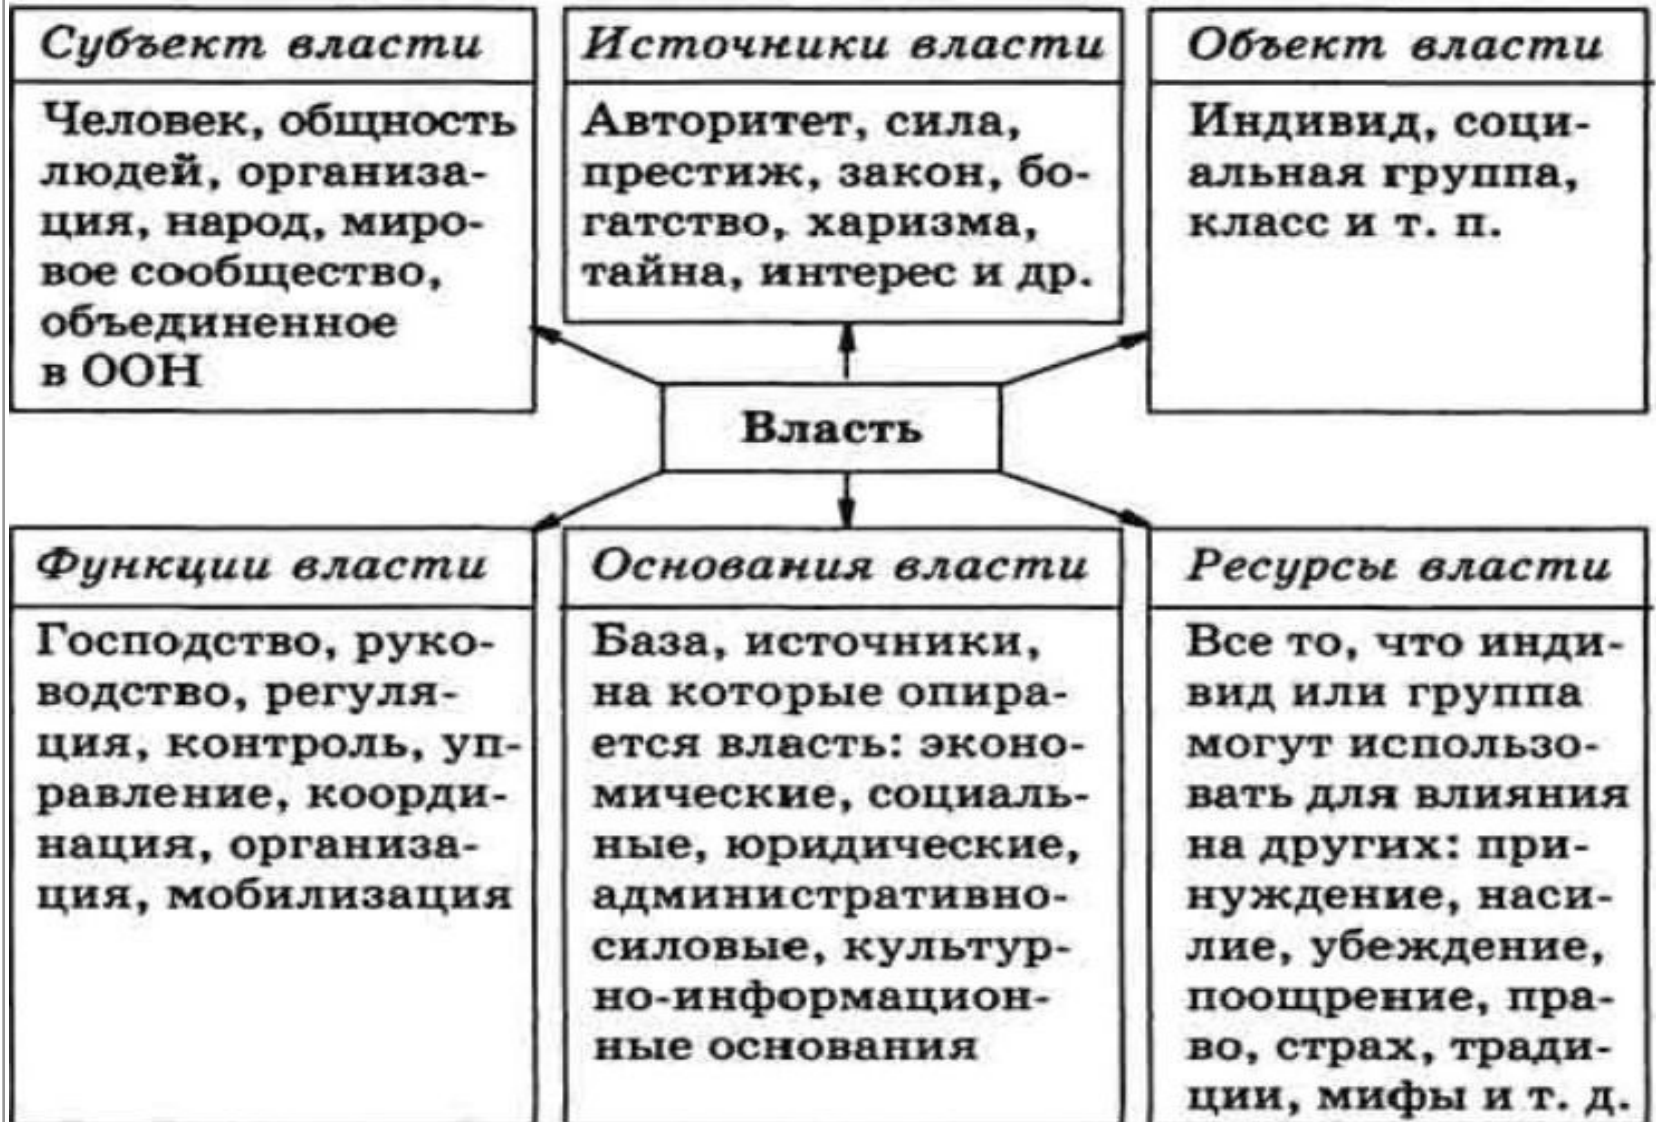 Субъект власти
Человек, общность
людей, организа-
ция, народ, миро-
вое сообщество,
объединенное
в ООН
Источники власти
Авторитет, сила,
престиж, закон, бо-
гатство, харизма,
тайна, интерес и др.
Объект власти
Индивид, соци-
альная группа,
класс и т. п.
Власть
Функции власти
Господство, руко-
водство, регуля-
ция, контроль, уп-
равление, коорди-
нация, организа-
ция, мобилизация
Основания власти
База, источники,
на которые опира-
ется власть: эконо-
мические, социаль-
ные, юридические,
административно-
силовые, культур-
но-информацион-
ные основания
Ресурсы власти
Все то, что инди-
вид или группа
могут использо-
вать для влияния
на других: при-
нуждение, наси-
лие, убеждение,
поощрение, пра-
во, страх, тради-
ции, мифы и т. д.